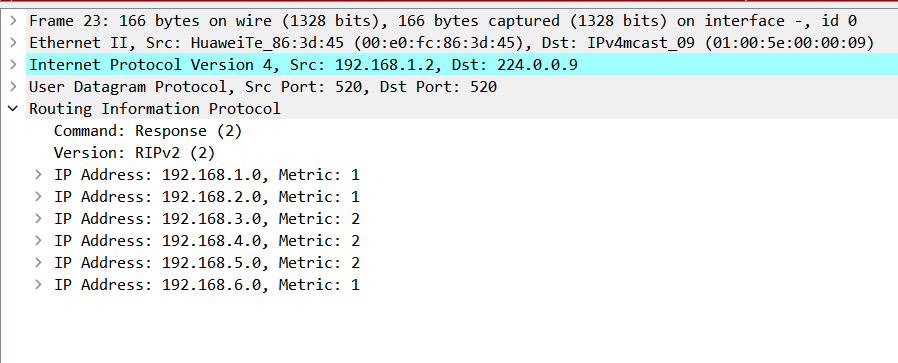 Frame 23: 166 bytes on wire (1328 bits), 166 bytes captured (1328 bits) on interface -, id 0
Ethernet II, Src: HuaweiTe_86:3d:45 (00:e0:fc:86:3d:45), Dst: IPv4mcast_09 (01:00:5e:00:00:09)
Internet Protocol Version 4, Src: 192.168.1.2, Dst: 224.0.0.9
User Datagram Protocol, Src Port: 520, Dst Port: 520
Routing Information Protocol
Command: Response (2)
Version: RIPv2 (2)
IP Address: 192.168.1.0, Metric: 1
IP Address: 192.168.2.0, Metric: 1
IP Address: 192.168.3.0, Metric: 2
IP Address: 192.168.4.0, Metric: 2
IP Address: 192.168.5.0, Metric: 2
IP Address: 192.168.6.0, Metric: 1